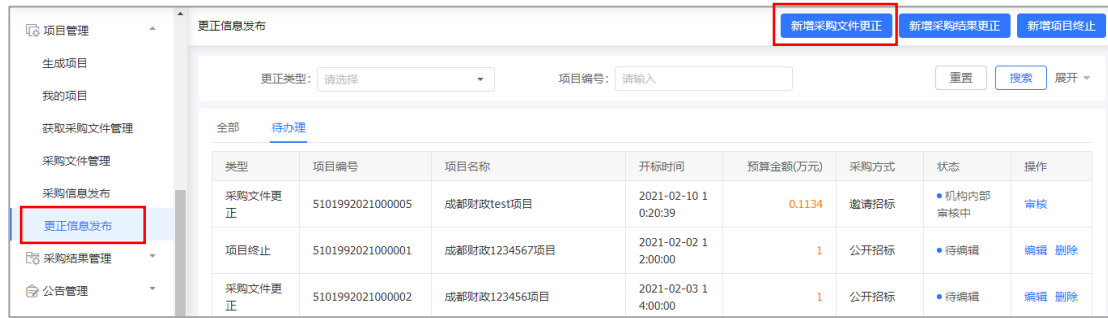 项目管理
生成项目
我的项目
获取采购文件管理
采购文件管理
采购信息发布
更正信息发布
采购结果管理
公告管理
更正信息发布
新增采购文件更正 新增采购结果更正 新增项目终止
更正类型： 请选择 项目编号： 请输入 重置 搜索 展开
全部 待办理
类型 项目编号 项目名称 开标时间 预算金额(万元) 采购方式 状态 操作
采购文件更
正
5101992021000005
成都财政test项目
2021-02-10 1
0:20:39
0.1134
邀请招标
机构内部
审核中
审核
项目终止
5101992021000001
成都财政1234567项目
2021-02-02 1
2:00:00
1
公开招标
待编辑
编辑 删除
采购文件更
正
5101992021000002
成都财政123456项目
2021-02-03 1
4:00:00
1
公开招标
待编辑
编辑 删除